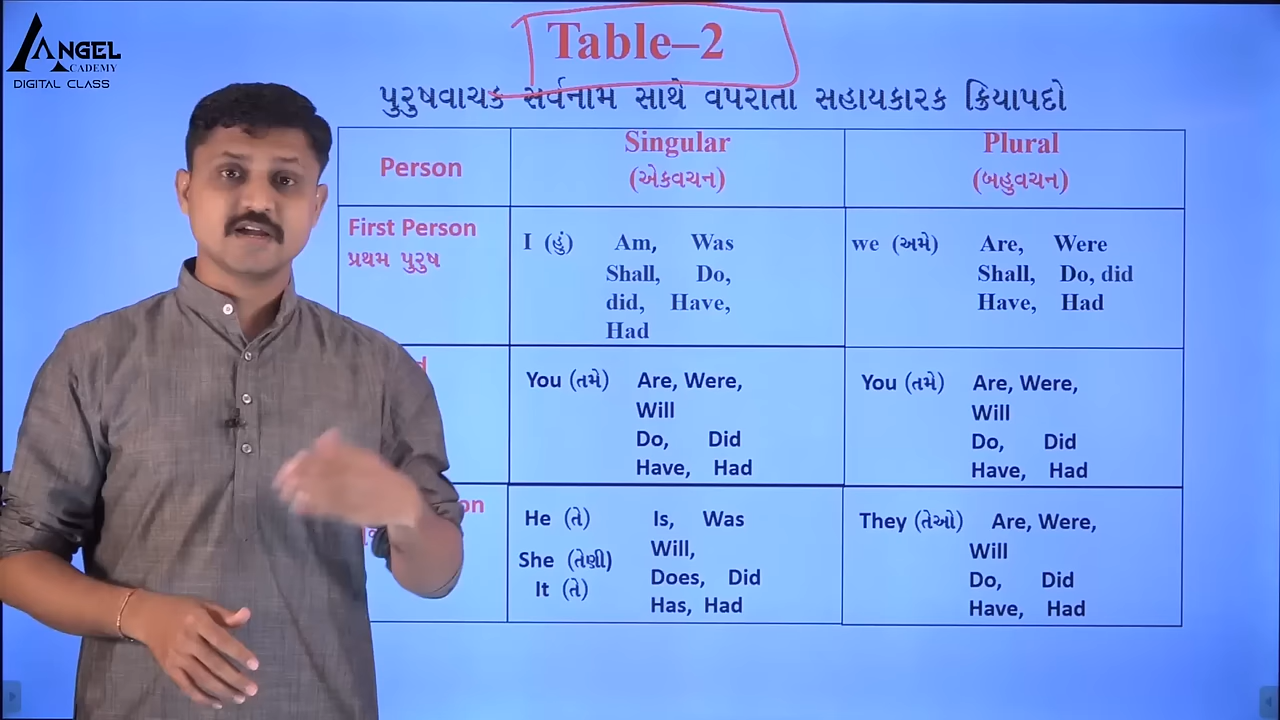 ANGEL
ACADEMY
DIGITAL CLASS
Table–2
પુરુષવાચક સર્વનામ સાથે વપરાતા સહાયકારક ક્રિયાપદો
Person
Singular
(એકવચન)
Plural
(બહુવચન)
First Person
પ્રથમ પુરુષ
I (હું) Am, Was
Shall, Do,
did, Have,
Had
we (અમે) Are, Were
Shall, Do, did
Have, Had
You (તમે) Are, Were,
Will
Do, Did
Have, Had
You (તમે) Are, Were,
Will
Do, Did
Have, Had
He (તે) Is, Was
Will,
She (તેણી)
Does, Did
It (તે)
Has, Had
They (તેઓ) Are, Were,
Will
Do, Did
Have, Had